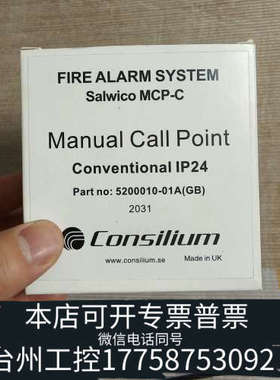 FIRE ALARM SYSTEM
Salwico MCP-C
Manual Call Point
Conventional IP24
Part no: 5200010-01A(GB)
2031
Consilium
www.consilium.se
Made in UK
本店可开专票普票
微信电话同号
台州工控17758753092